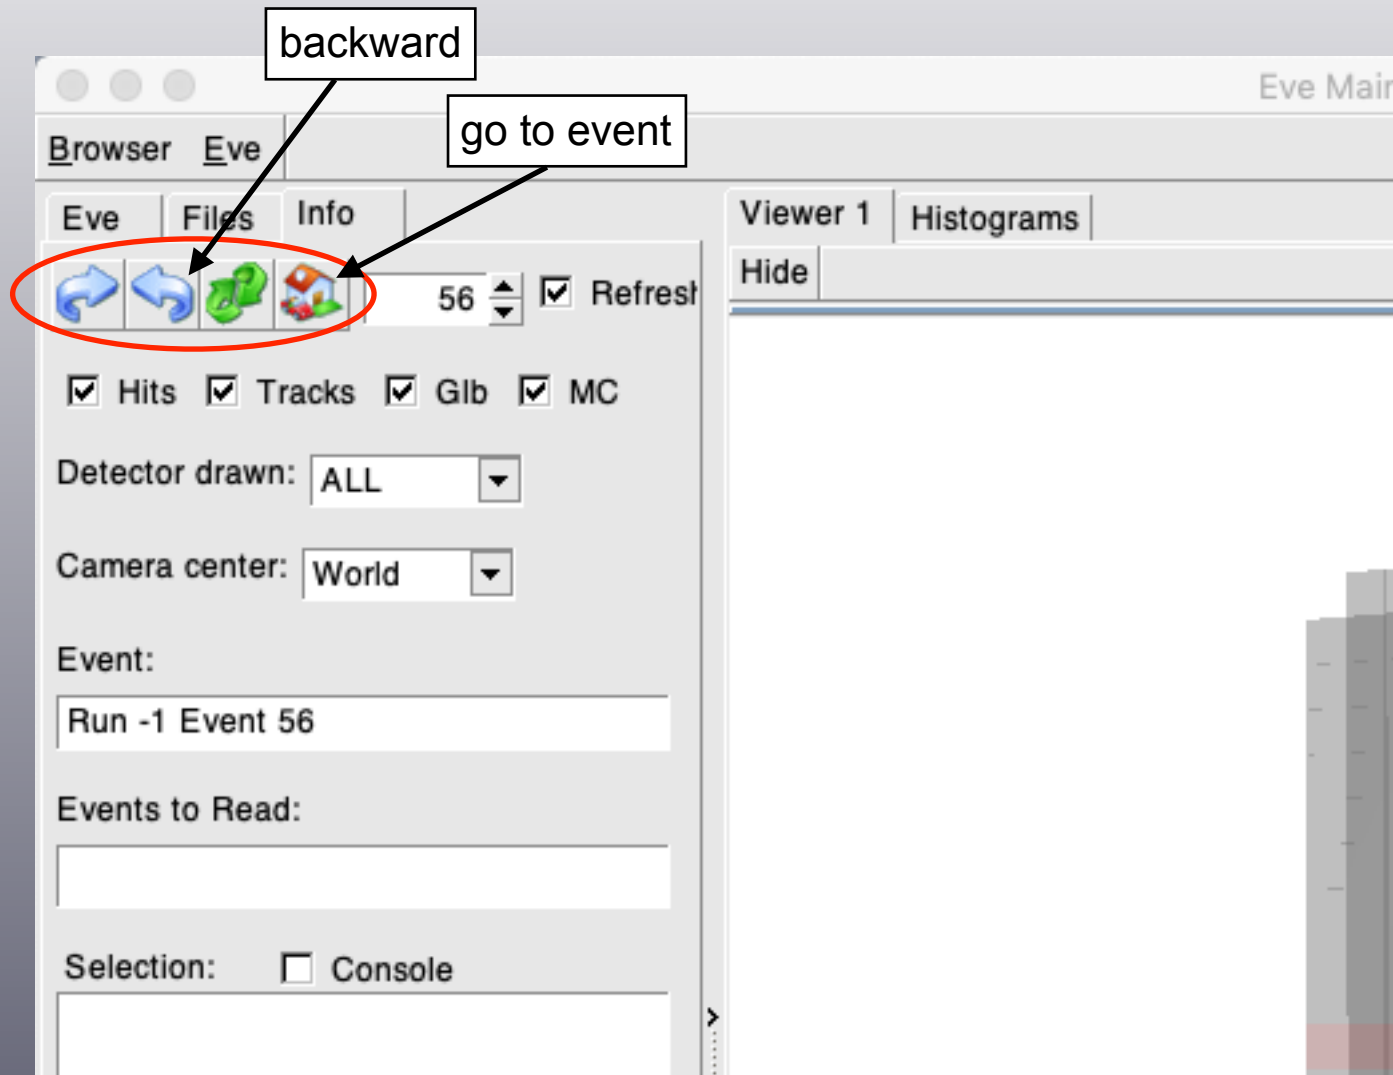 backward
Eve Main
go to event
Browser Eve
Eve Files Info
Viewer 1 Histograms
Hide
56 Refresh
Hits Tracks Glb MC
Detector drawn: ALL
Camera center: World
Event:
Run -1 Event 56
Events to Read:
Selection: Console